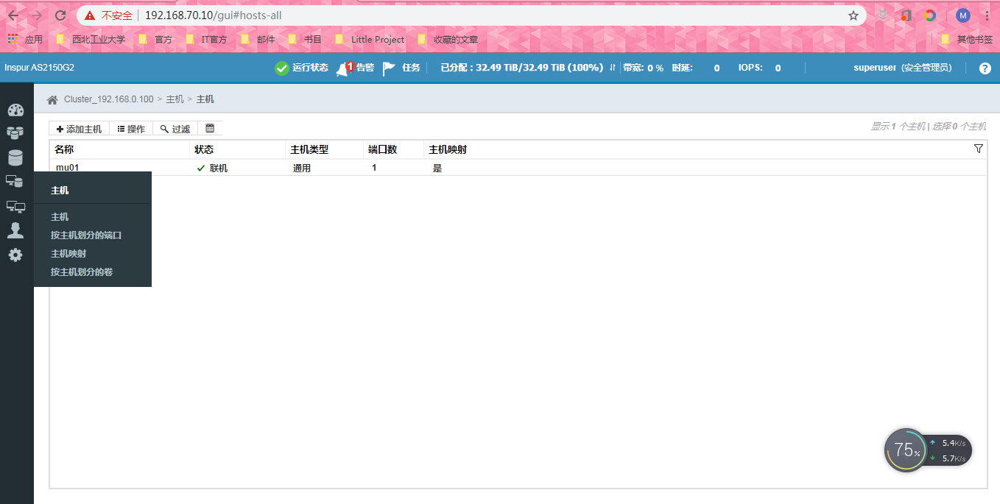 不安全 192.168.70.10/gui#hosts-all M
应用 西北工业大学 官方 IT官方 邮件 书目 Little Project 收藏的文章 其他书签
Inspur AS2150G2 运行状态 1 告警 任务 已分配 : 32.49 TiB/32.49 TiB (100%) 带宽: 0 % 时延: 0 IOPS: 0 superuser (安全管理员) ?
Cluster_192.168.0.100 > 主机 > 主机
添加主机 操作 过滤 显示 1 个主机 | 选择 0 个主机
名称 状态 主机类型 端口数 主机映射
mu01 联机 通用 1 是
主机
主机
按主机划分的端口
主机映射
按主机划分的卷
75% 5.4K/s
5.7K/s